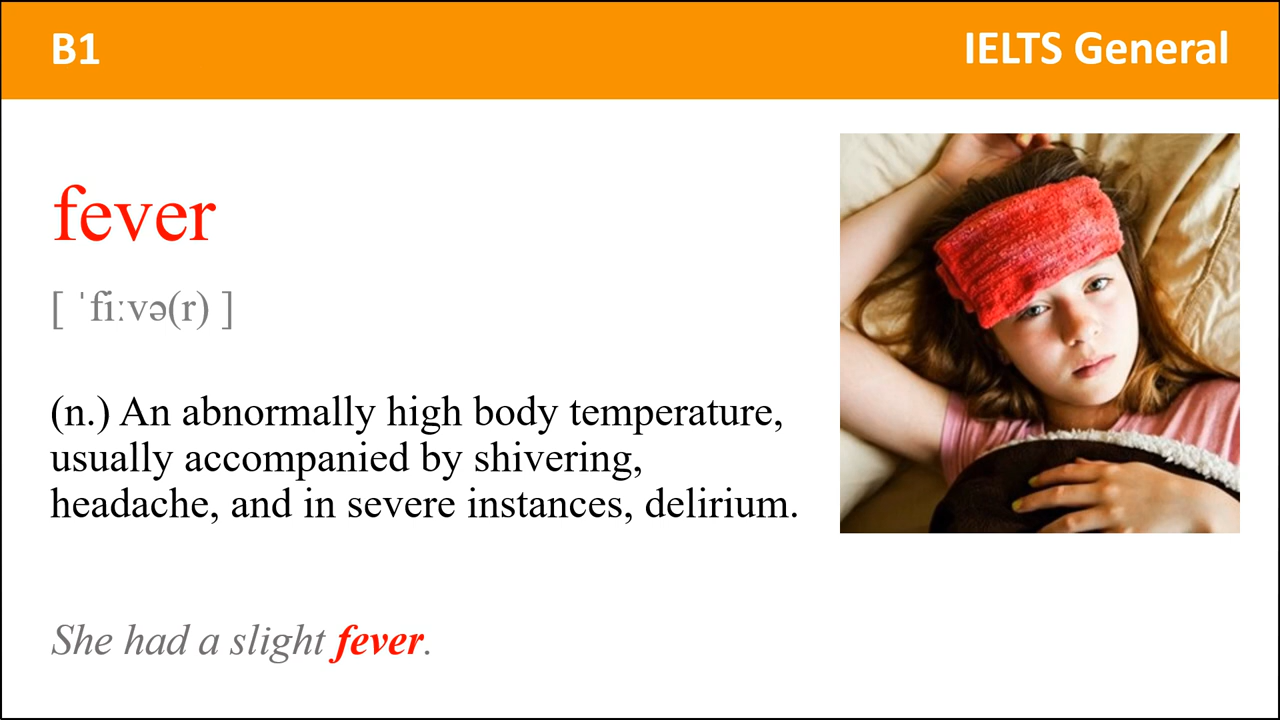 B1
IELTS General
fever
[ ˈfiːvə(r) ]
(n.) An abnormally high body temperature,
usually accompanied by shivering,
headache, and in severe instances, delirium.
She had a slight fever.